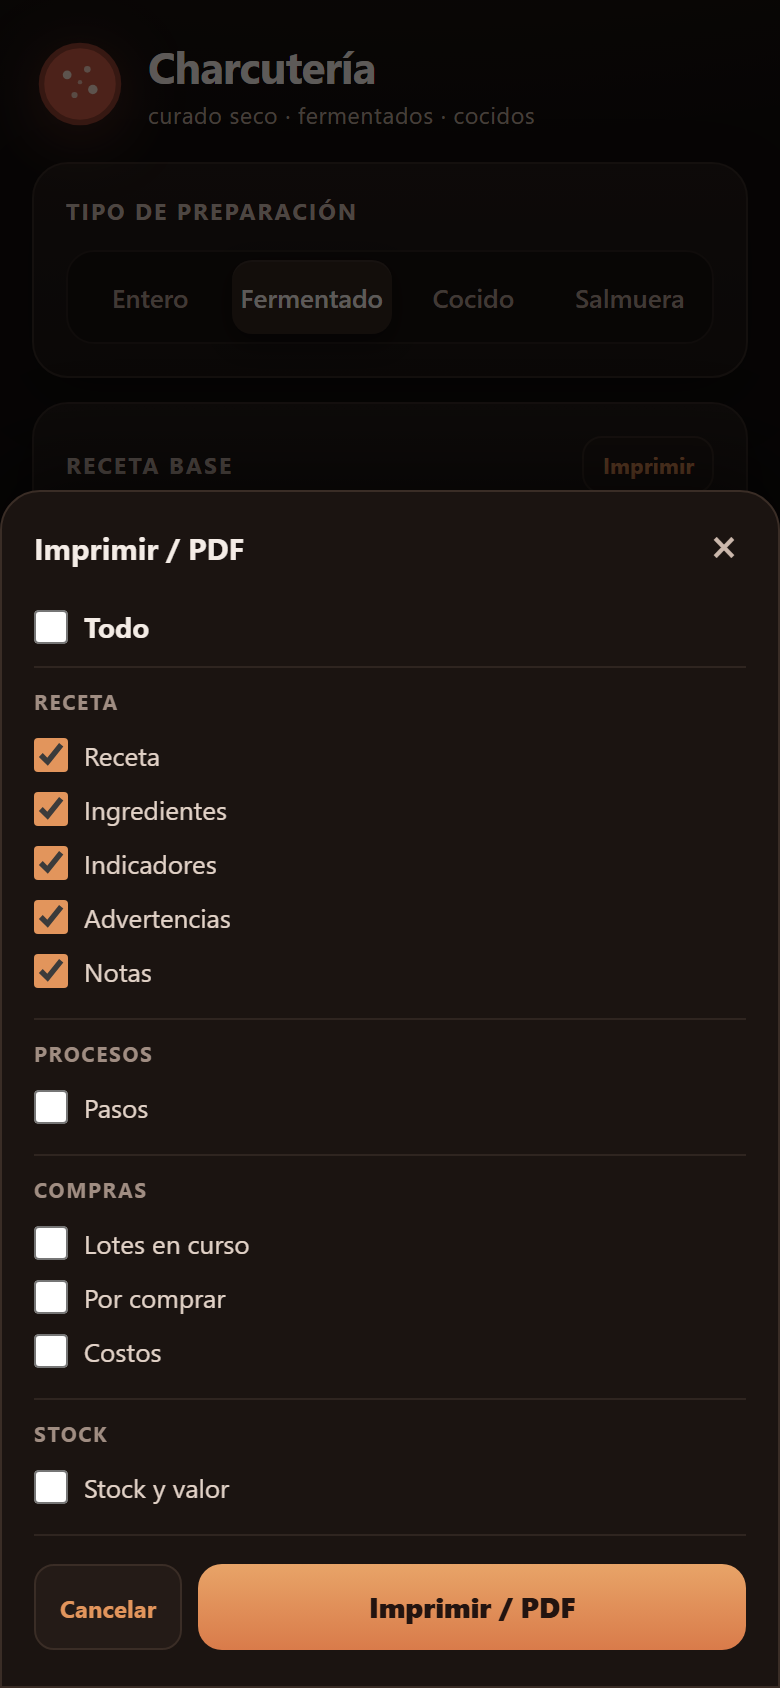 Charcutería
curado seco · fermentados · cocidos
TIPO DE PREPARACIÓN
Entero Fermentado Cocido Salmuera
RECETA BASE Imprimir
Imprimir / PDF ×
Todo
RECETA
Receta
Ingredientes
Indicadores
Advertencias
Notas
PROCESOS
Pasos
COMPRAS
Lotes en curso
Por comprar
Costos
STOCK
Stock y valor
Cancelar Imprimir / PDF